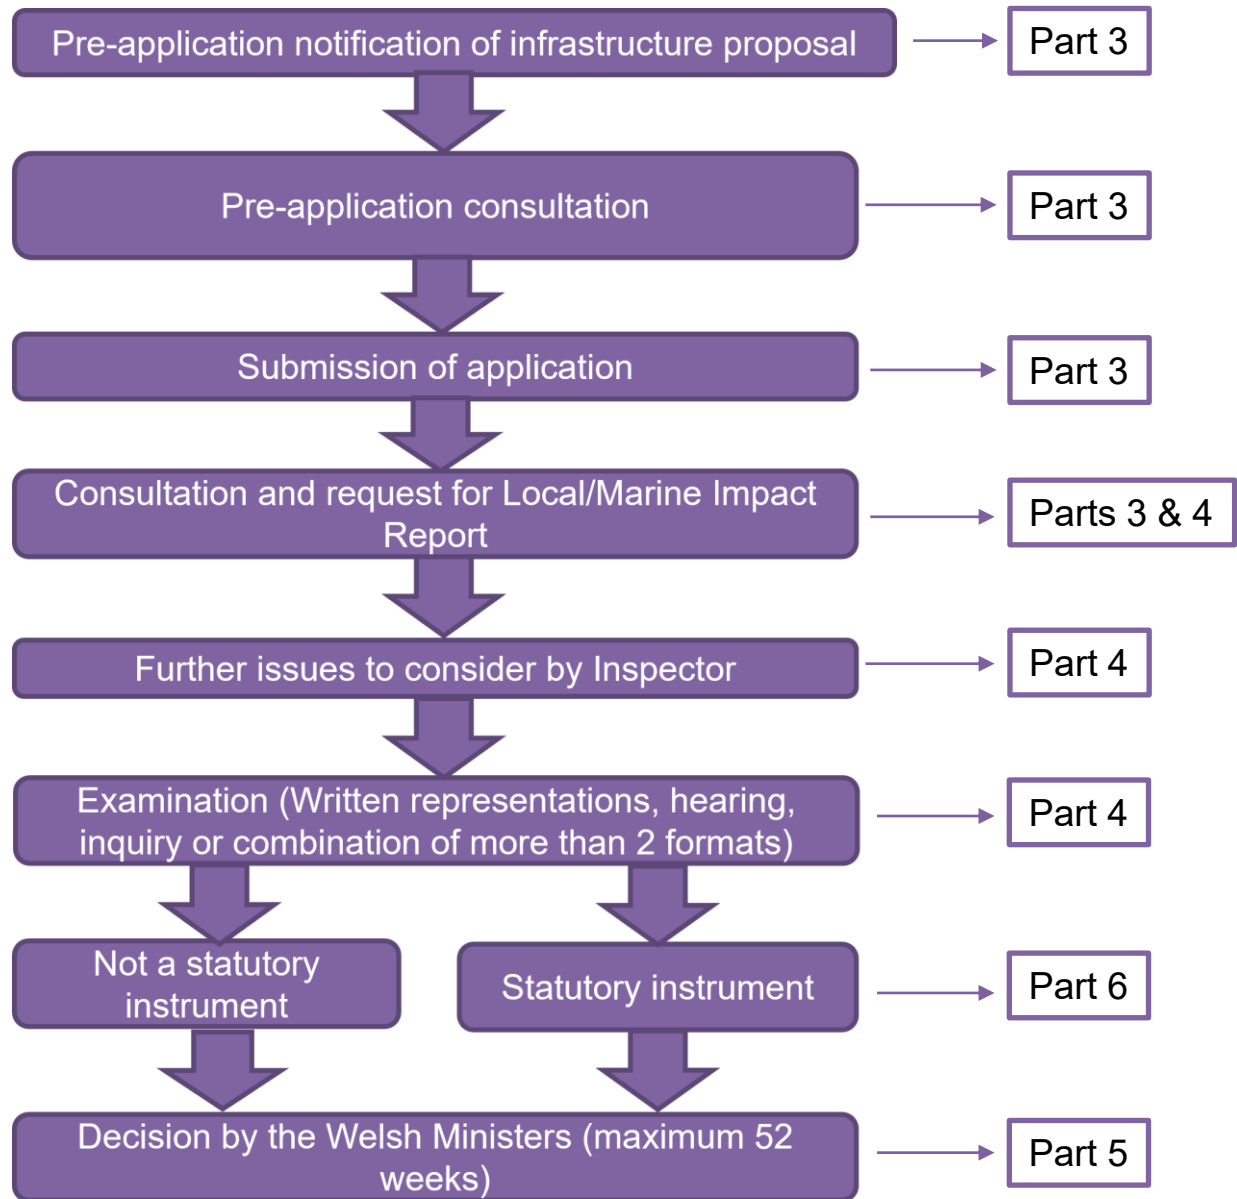 Pre-application notification of infrastructure proposal
Part 3
Pre-application consultation
Part 3
Submission of application
Part 3
Consultation and request for Local/Marine Impact
Report
Parts 3 & 4
Further issues to consider by Inspector
Part 4
Examination (Written representations, hearing,
inquiry or combination of more than 2 formats)
Part 4
Not a statutory
instrument
Statutory instrument
Part 6
Decision by the Welsh Ministers (maximum 52
weeks)
Part 5